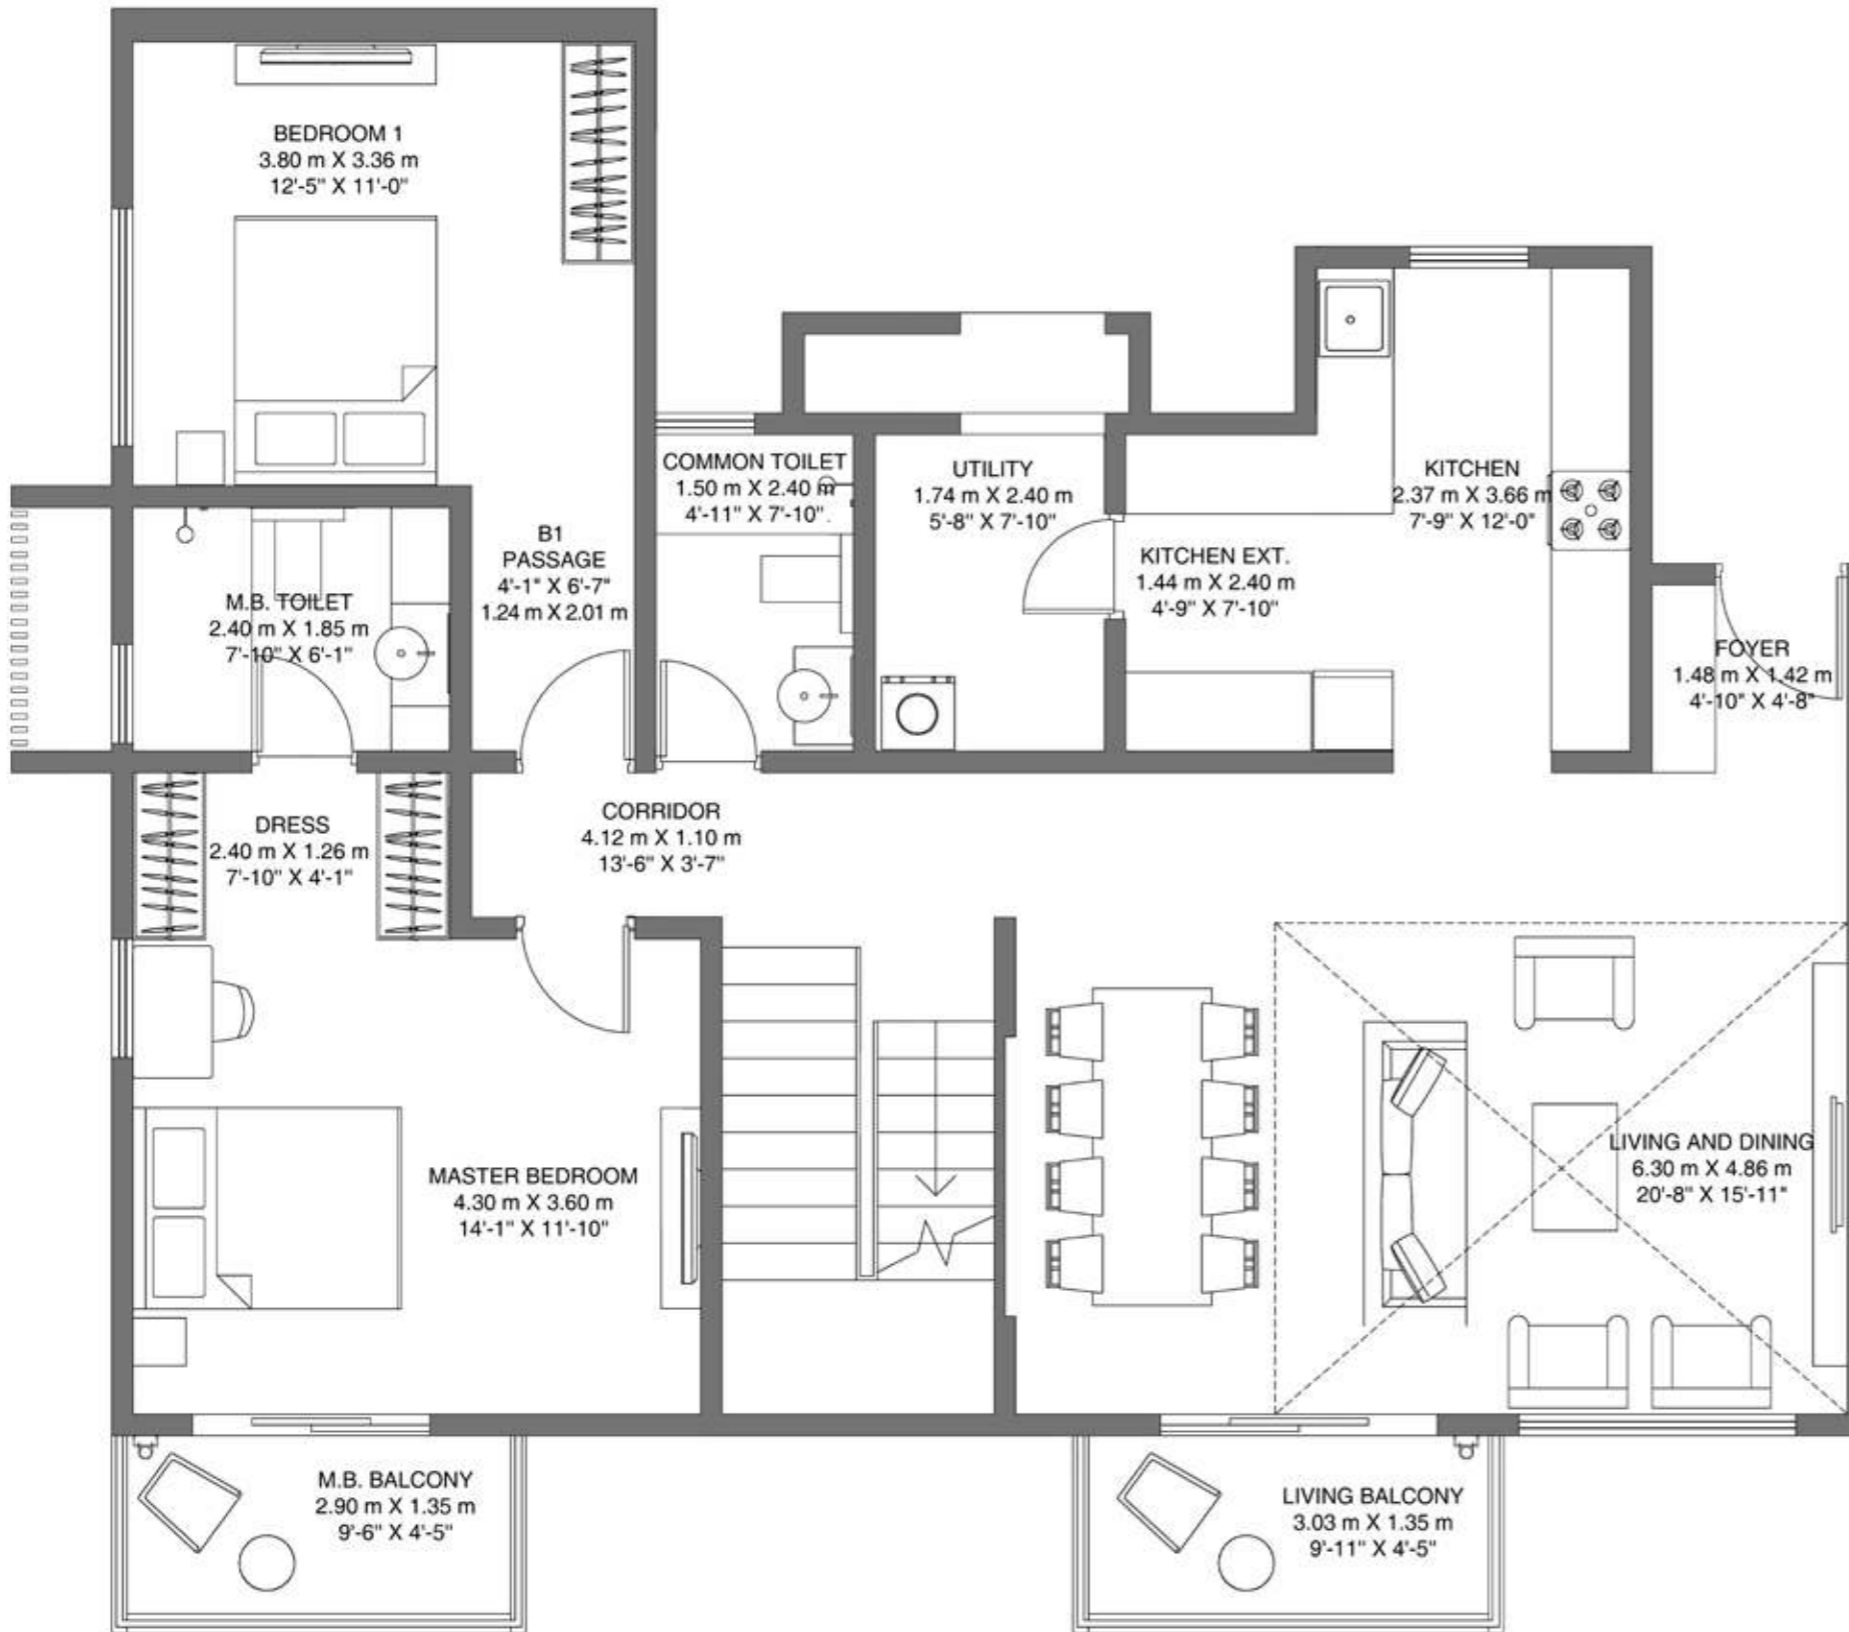 BEDROOM 1
3.80 m X 3.36 m
12'-5" X 11'-0"
COMMON TOILET
1.50 m X 2.40 m
4'-11" X 7'-10".
UTILITY
1.74 m X 2.40 m
5'-8" X 7'-10"
KITCHEN
2.37 m X 3.66 m
7'-9" X 12'-0"
B1
PASSAGE
4'-1" X 6'-7"
1.24 m X 2.01 m
KITCHEN EXT.
1.44 m X 2.40 m
4'-9" X 7'-10"
M.B. TOILET
2.40 m X 1.85 m
7'-10" X 6'-1"
FOYER
1.48 m X 1.42 m
4'-10" X 4'-8"
DRESS
2.40 m X 1.26 m
7'-10" X 4'-1"
CORRIDOR
4.12 m X 1.10 m
13'-6" X 3'-7"
MASTER BEDROOM
4.30 m X 3.60 m
14'-1" X 11'-10"
LIVING AND DINING
6.30 m X 4.86 m
20'-8" X 15'-11"
M.B. BALCONY
2.90 m X 1.35 m
9'-6" X 4'-5"
LIVING BALCONY
3.03 m X 1.35 m
9'-11" X 4'-5"